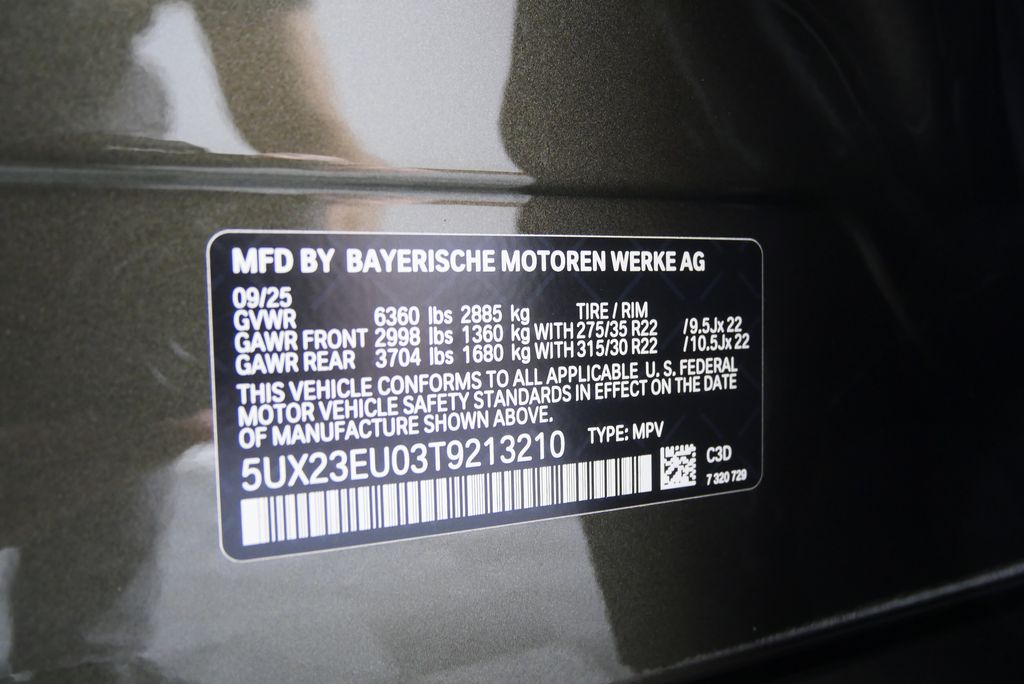 MFD BY BAYERISCHE MOTOREN WERKE AG
09/25
GVWR 6360 lbs 2885 kg TIRE / RIM
GAWR FRONT 2998 lbs 1360 kg WITH 275/35 R22 /9.5Jx 22
GAWR REAR 3704 lbs 1680 kg WITH 315/30 R22 /10.5Jx 22
THIS VEHICLE CONFORMS TO ALL APPLICABLE U.S. FEDERAL
MOTOR VEHICLE SAFETY STANDARDS IN EFFECT ON THE DATE
OF MANUFACTURE SHOWN ABOVE.
TYPE: MPV
5UX23EU03T9213210
C3D
7 320 729